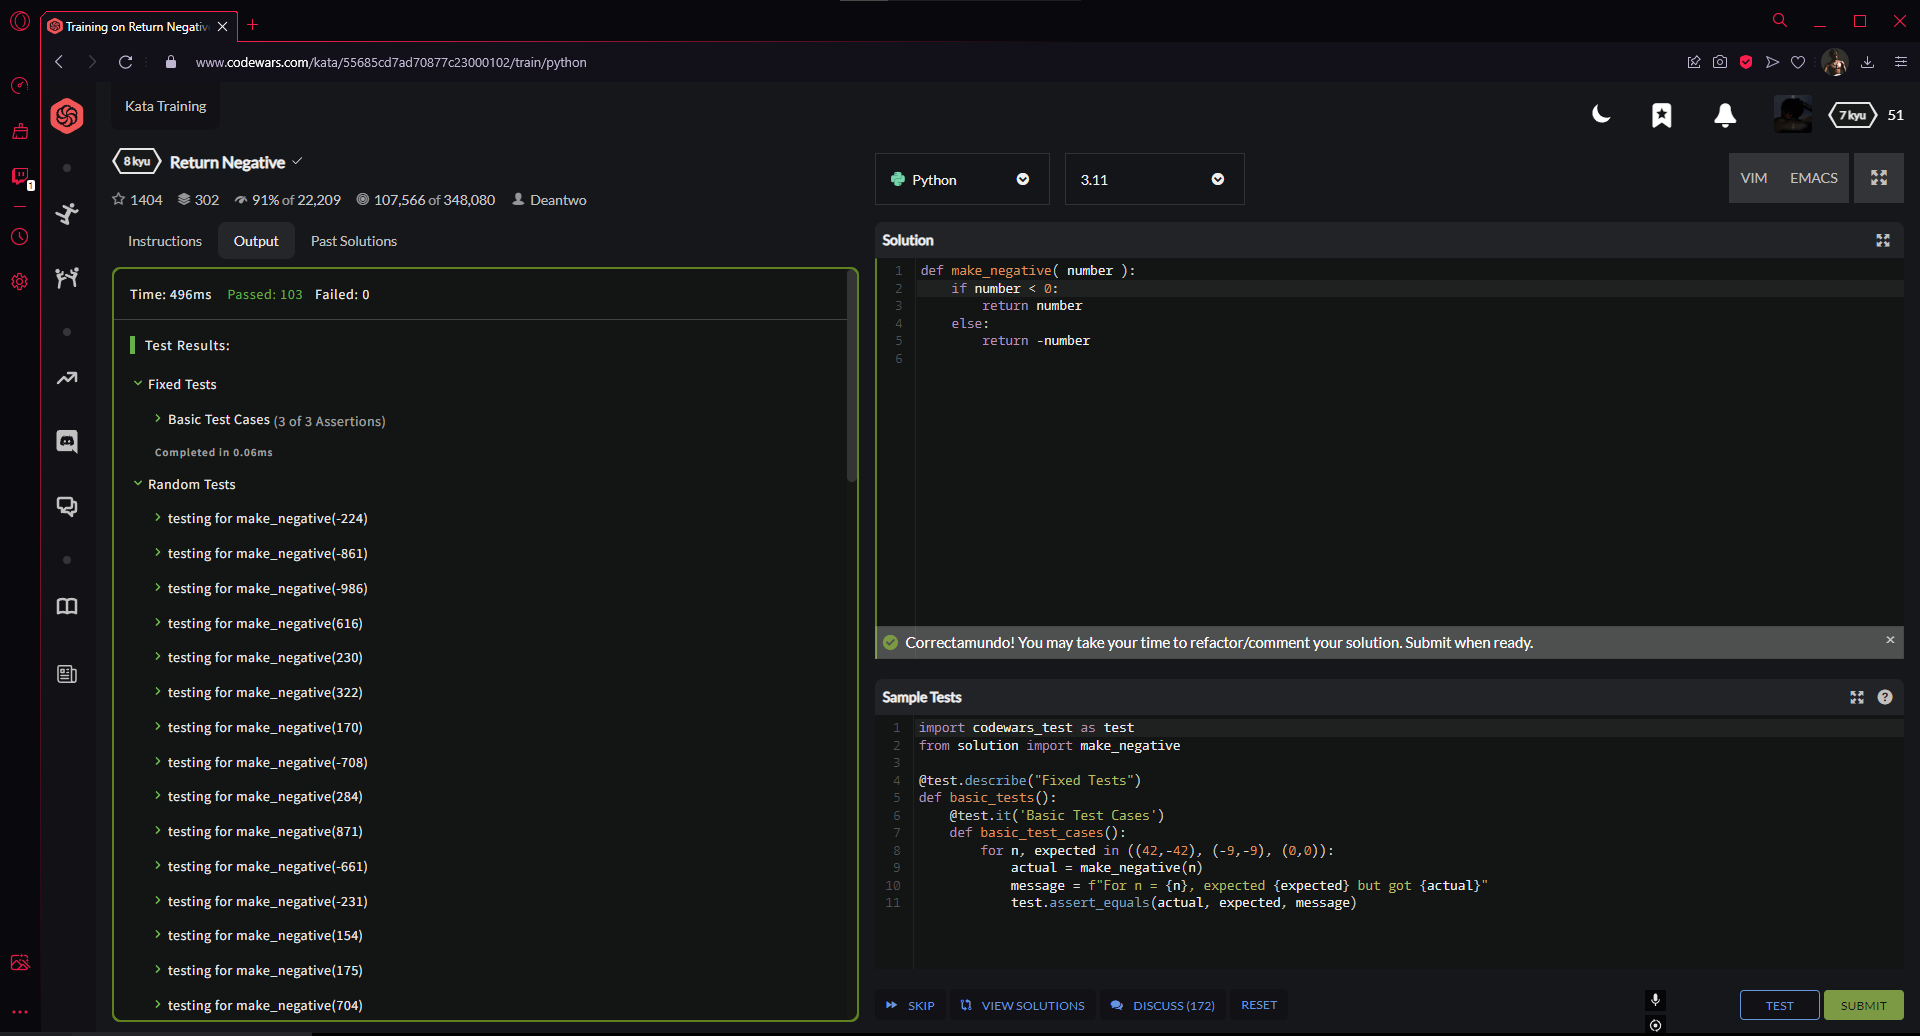 Training on Return Negativ
www.codewars.com/kata/55685cd7ad70877c23000102/train/python
1
Kata Training
7 kyu 51
8 kyu Return Negative
1404 302 91% of 22,209 107,566 of 348,080 Deantwo
Instructions Output Past Solutions
Time: 496ms Passed: 103 Failed: 0
Test Results:
Fixed Tests
Basic Test Cases (3 of 3 Assertions)
Completed in 0.06ms
Random Tests
testing for make_negative(-224)
testing for make_negative(-861)
testing for make_negative(-986)
testing for make_negative(616)
testing for make_negative(230)
testing for make_negative(322)
testing for make_negative(170)
testing for make_negative(-708)
testing for make_negative(284)
testing for make_negative(871)
testing for make_negative(-661)
testing for make_negative(-231)
testing for make_negative(154)
testing for make_negative(175)
testing for make_negative(704)
Python 3.11 VIM EMACS
Solution
1 def make_negative( number ):
2     if number < 0:
3         return number
4     else:
5         return -number
6
Correctamundo! You may take your time to refactor/comment your solution. Submit when ready.
Sample Tests
1 import codewars_test as test
2 from solution import make_negative
3
4 @test.describe("Fixed Tests")
5 def basic_tests():
6     @test.it('Basic Test Cases')
7     def basic_test_cases():
8         for n, expected in ((42,-42), (-9,-9), (0,0)):
9             actual = make_negative(n)
10             message = f"For n = {n}, expected {expected} but got {actual}"
11             test.assert_equals(actual, expected, message)
SKIP VIEW SOLUTIONS DISCUSS (172) RESET TEST SUBMIT